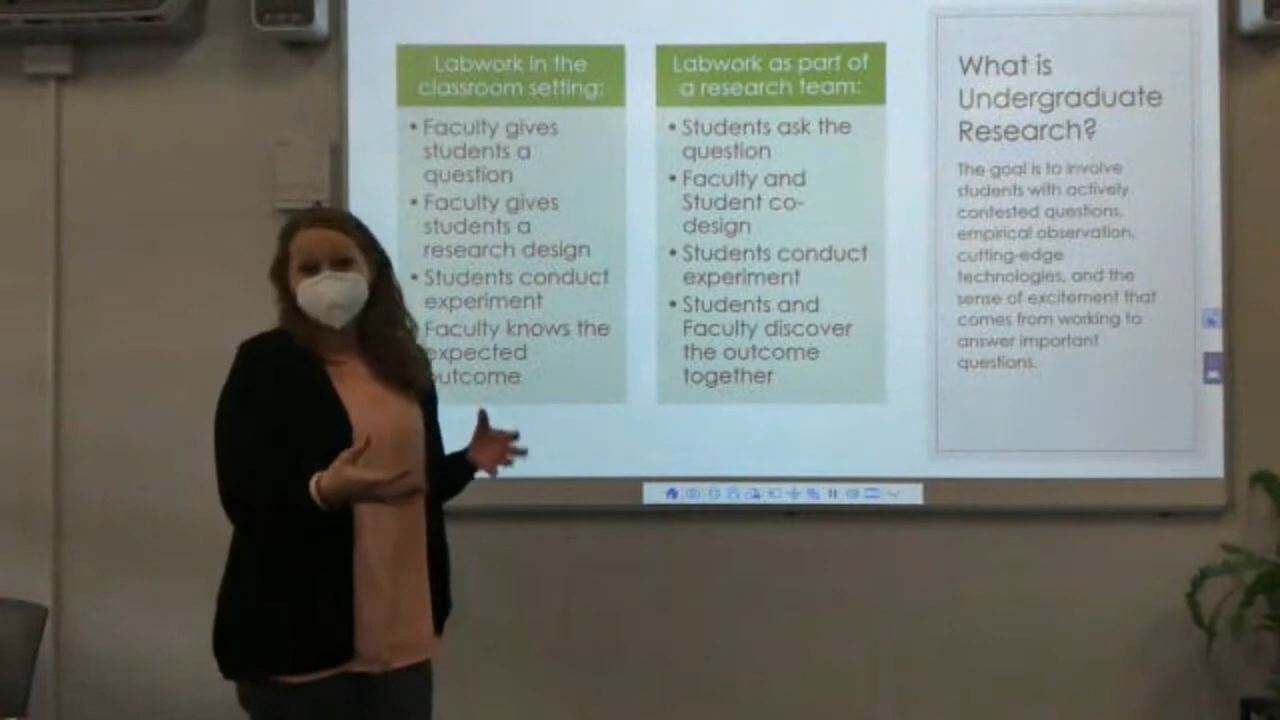 Labwork in the
classroom setting:
• Faculty gives
students a
question
• Faculty gives
students a
research design
• Students conduct
experiment
Faculty knows the
expected
outcome
Labwork as part of
a research team:
• Students ask the
question
• Faculty and
Student co-
design
• Students conduct
experiment
• Students and
Faculty discover
the outcome
together
What is
Undergraduate
Research?
The goal is to involve
students with actively
contested questions,
empirical observation,
cutting-edge
technologies, and the
sense of excitement that
comes from working to
answer important
questions.